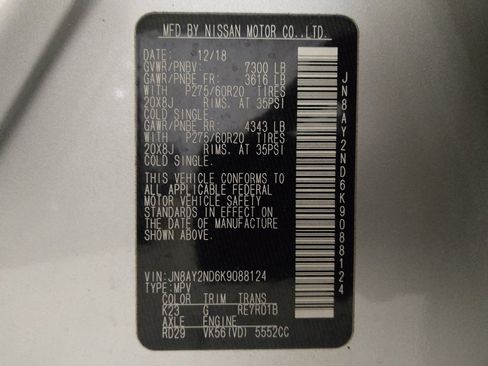 MFD BY NISSAN MOTOR CO.,LTD.
DATE: 12/18
GVWR/PNBV: 7300 LB
GAWR/PNBE FR: 3616 LB
WITH P275/60R20 TIRES
20X8J RIMS, AT 35PSI
COLD SINGLE.
GAWR/PNBE RR: 4343 LB
WITH P275/60R20 TIRES
20X8J RIMS, AT 35PSI
COLD SINGLE.
THIS VEHICLE CONFORMS TO
ALL APPLICABLE FEDERAL
MOTOR VEHICLE SAFETY
STANDARDS IN EFFECT ON
THE DATE OF MANUFACTURE
SHOWN ABOVE.
VIN: JN8AY2ND6K9088124
TYPE: MPV
COLOR TRIM TRANS
K23 G RE7R01B
AXLE ENGINE
RD29 VK56(VD) 5552CC
JN8AY2ND6K9088124